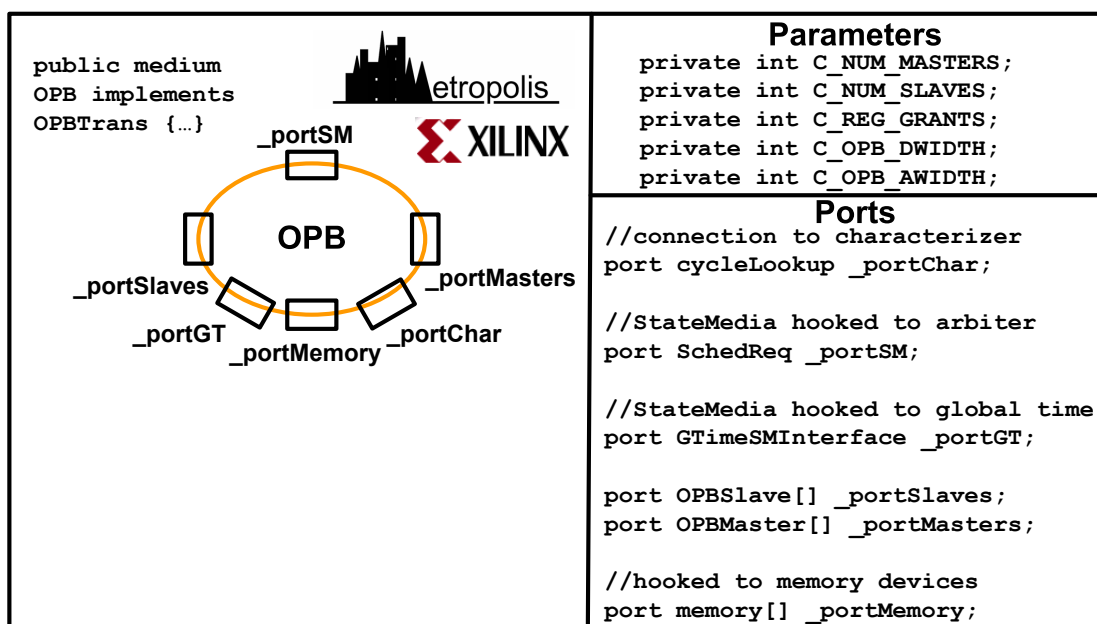 public medium
OPB implements
OPBTrans {…}
etropolis
XILINX
_portSM
OPB
_portSlaves
_portMasters
_portGT
_portChar
_portMemory
Parameters
private int C_NUM_MASTERS;
private int C_NUM_SLAVES;
private int C_REG_GRANTS;
private int C_OPB_DWIDTH;
private int C_OPB_AWIDTH;
Ports
//connection to characterizer
port cycleLookup _portChar;
//StateMedia hooked to arbiter
port SchedReq _portSM;
//StateMedia hooked to global time
port GTimeSMInterface _portGT;
port OPBSlave[] _portSlaves;
port OPBMaster[] _portMasters;
//hooked to memory devices
port memory[] _portMemory;